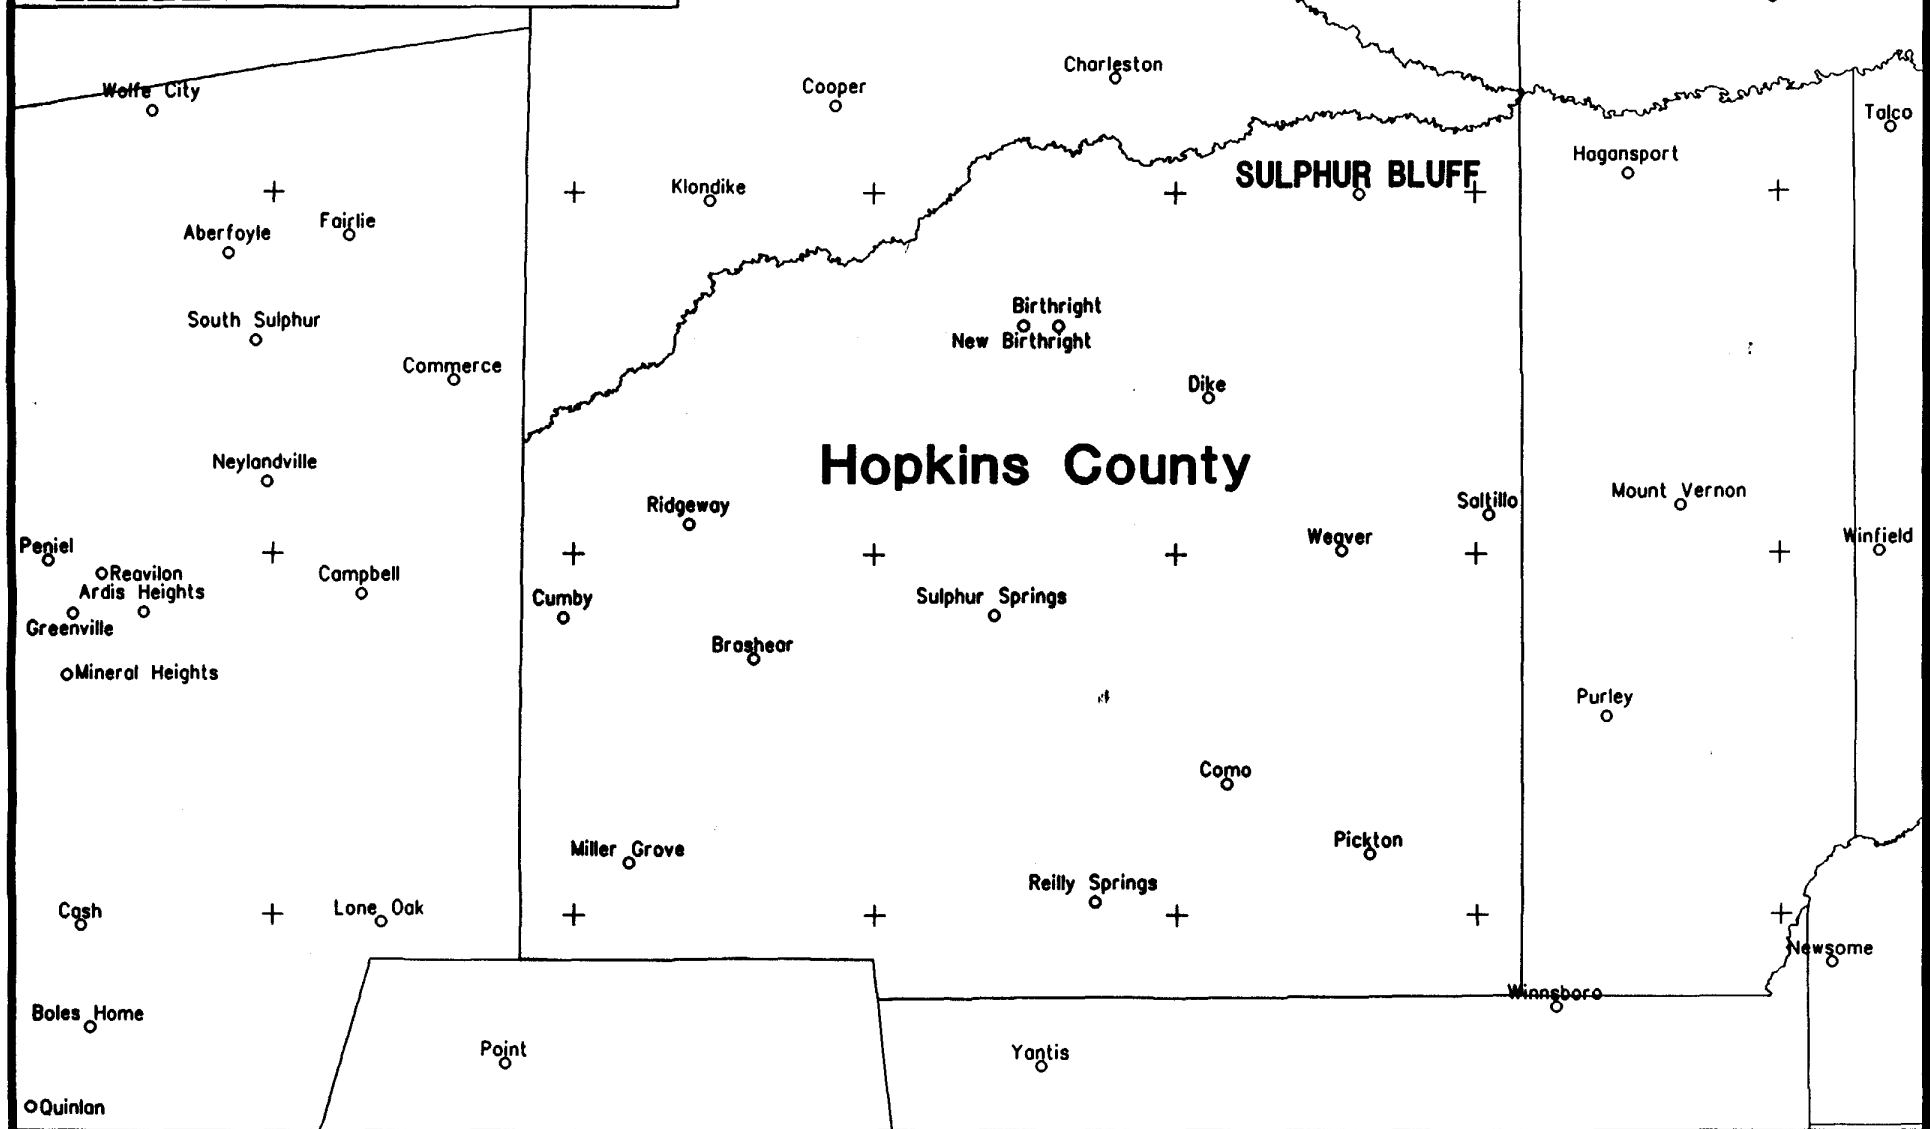 Charleston
Cooper
Wolfe City
Talco
Hagansport
SULPHUR BLUFF
Klondike
Fairlie
Aberfoyle
Birthright
South Sulphur
New Birthright
Commerce
Dike
Neylandville
Hopkins County
Ridgeway
Saltillo
Mount Vernon
Weaver
Winfield
Peniel
Reavilon
Campbell
Ardis Heights
Cumby
Sulphur Springs
Greenville
Brashear
Mineral Heights
Purley
Como
Pickton
Miller Grove
Reilly Springs
Cash
Lone Oak
Newsome
Winnsboro
Boles Home
Point
Yantis
Quinlan